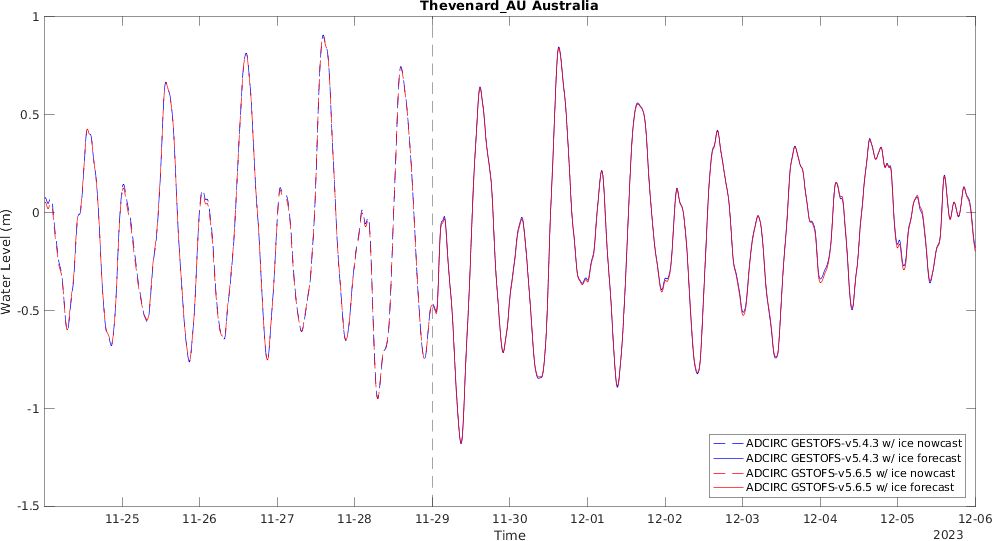 Thevenard_AU Australia
1
0.5
0
-0.5
-1
-1.5
Water Level (m)
ADCIRC GESTOFS-v5.4.3 w/ ice nowcast
ADCIRC GESTOFS-v5.4.3 w/ ice forecast
ADCIRC GSTOFS-v5.6.5 w/ ice nowcast
ADCIRC GSTOFS-v5.6.5 w/ ice forecast
11-25 11-26 11-27 11-28 11-29 11-30 12-01 12-02 12-03 12-04 12-05 12-06
Time
2023